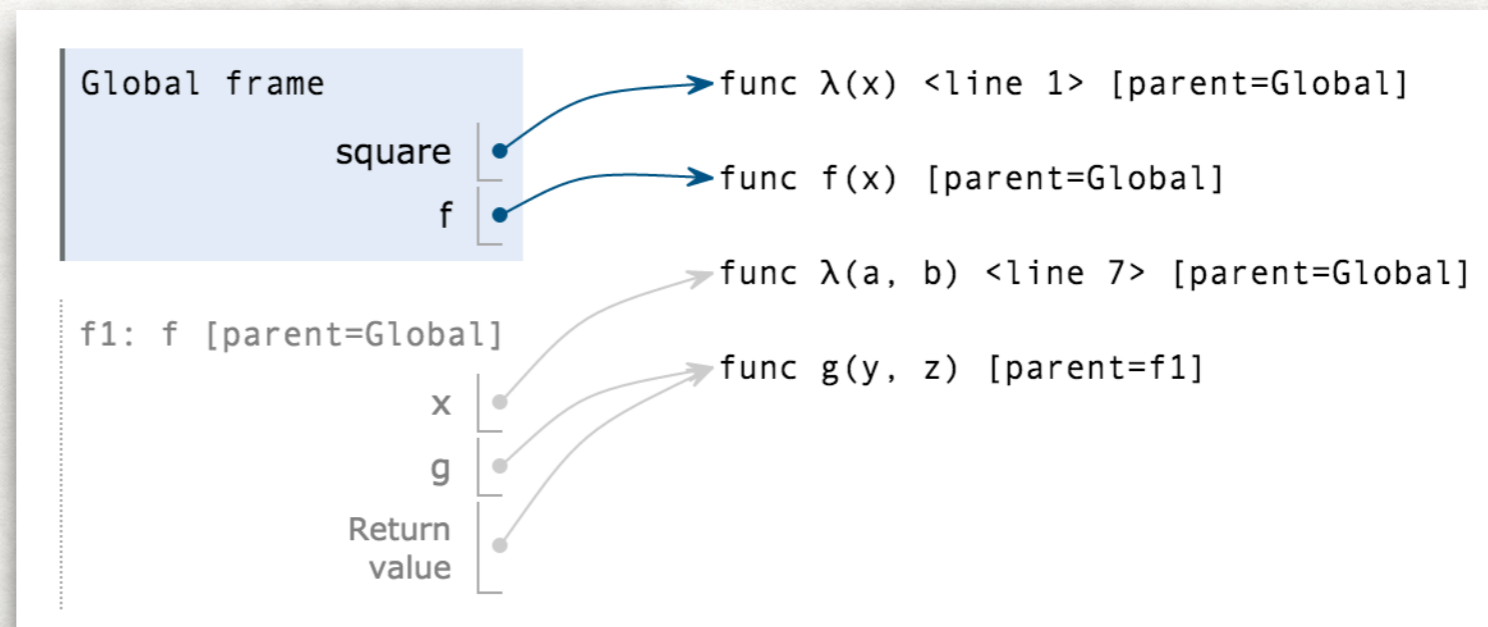 Global frame
square
f
f1: f [parent=Global]
x
g
Return
value
func λ(x) <line 1> [parent=Global]
func f(x) [parent=Global]
func λ(a, b) <line 7> [parent=Global]
func g(y, z) [parent=f1]